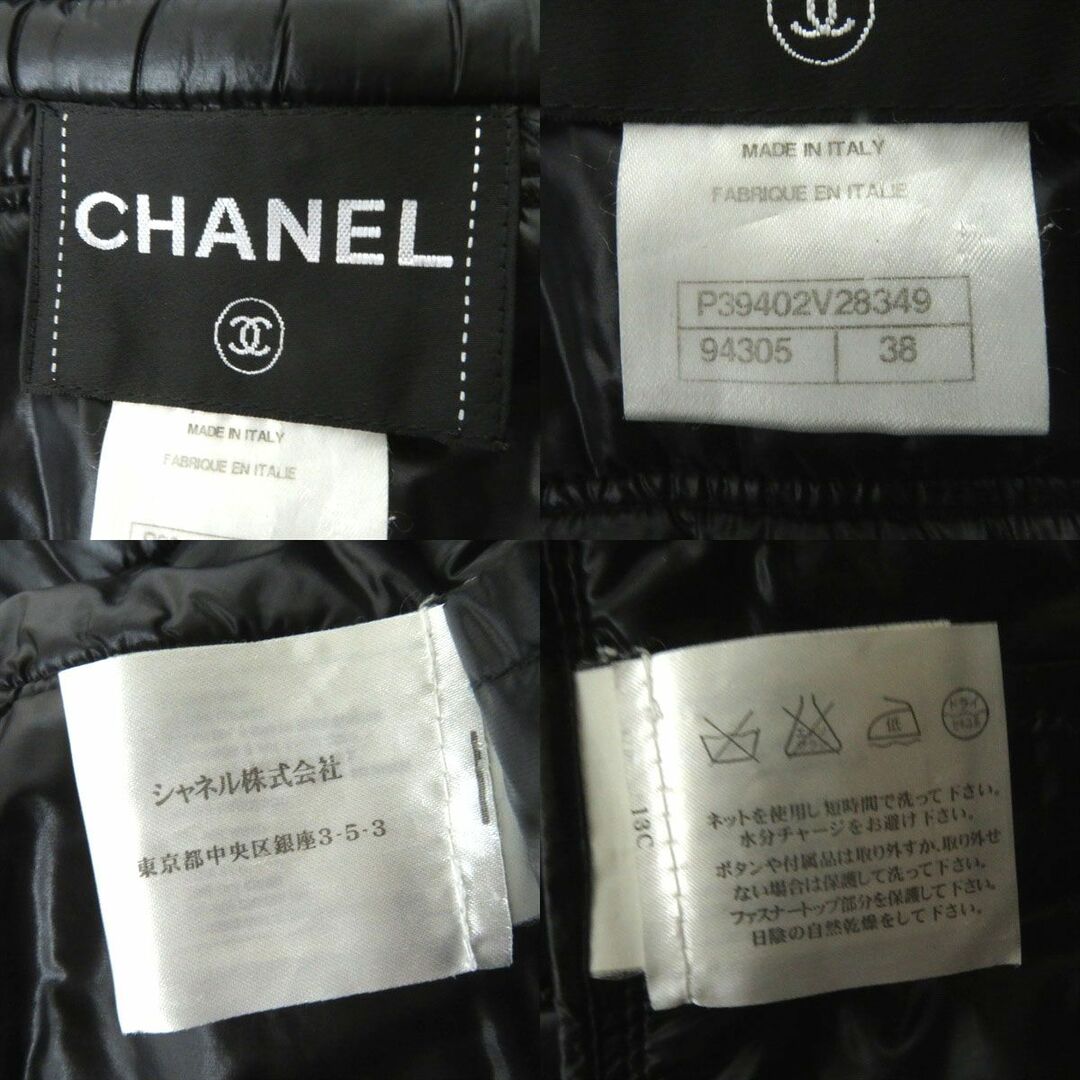 CHANEL
MADE IN ITALY
FABRIQUE EN ITALIE
MADE IN ITALY
FABRIQUE EN ITALIE
P39402V28349
94305 38
シャネル株式会社
東京都中央区銀座3-5-3
低
ドライ
13C
ネットを使用し短時間で洗って下さい。
水分チャージをお避け下さい。
ボタンや付属品は取り外すか、取り外せ
ない場合は保護して洗って下さい。
ファスナートップ部分を保護して下さい。
日陰の自然乾燥をして下さい。